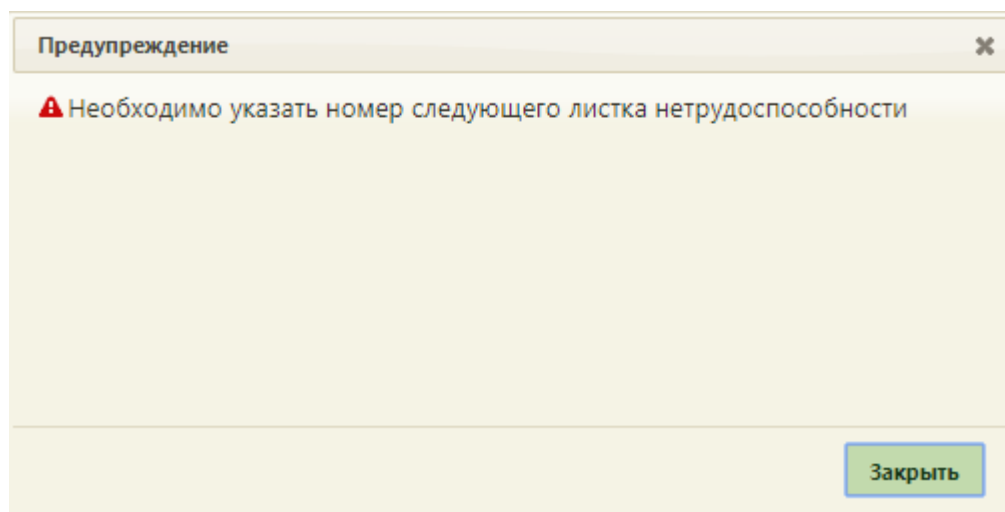 Предупреждение
Необходимо указать номер следующего листка нетрудоспособности
Закрыть